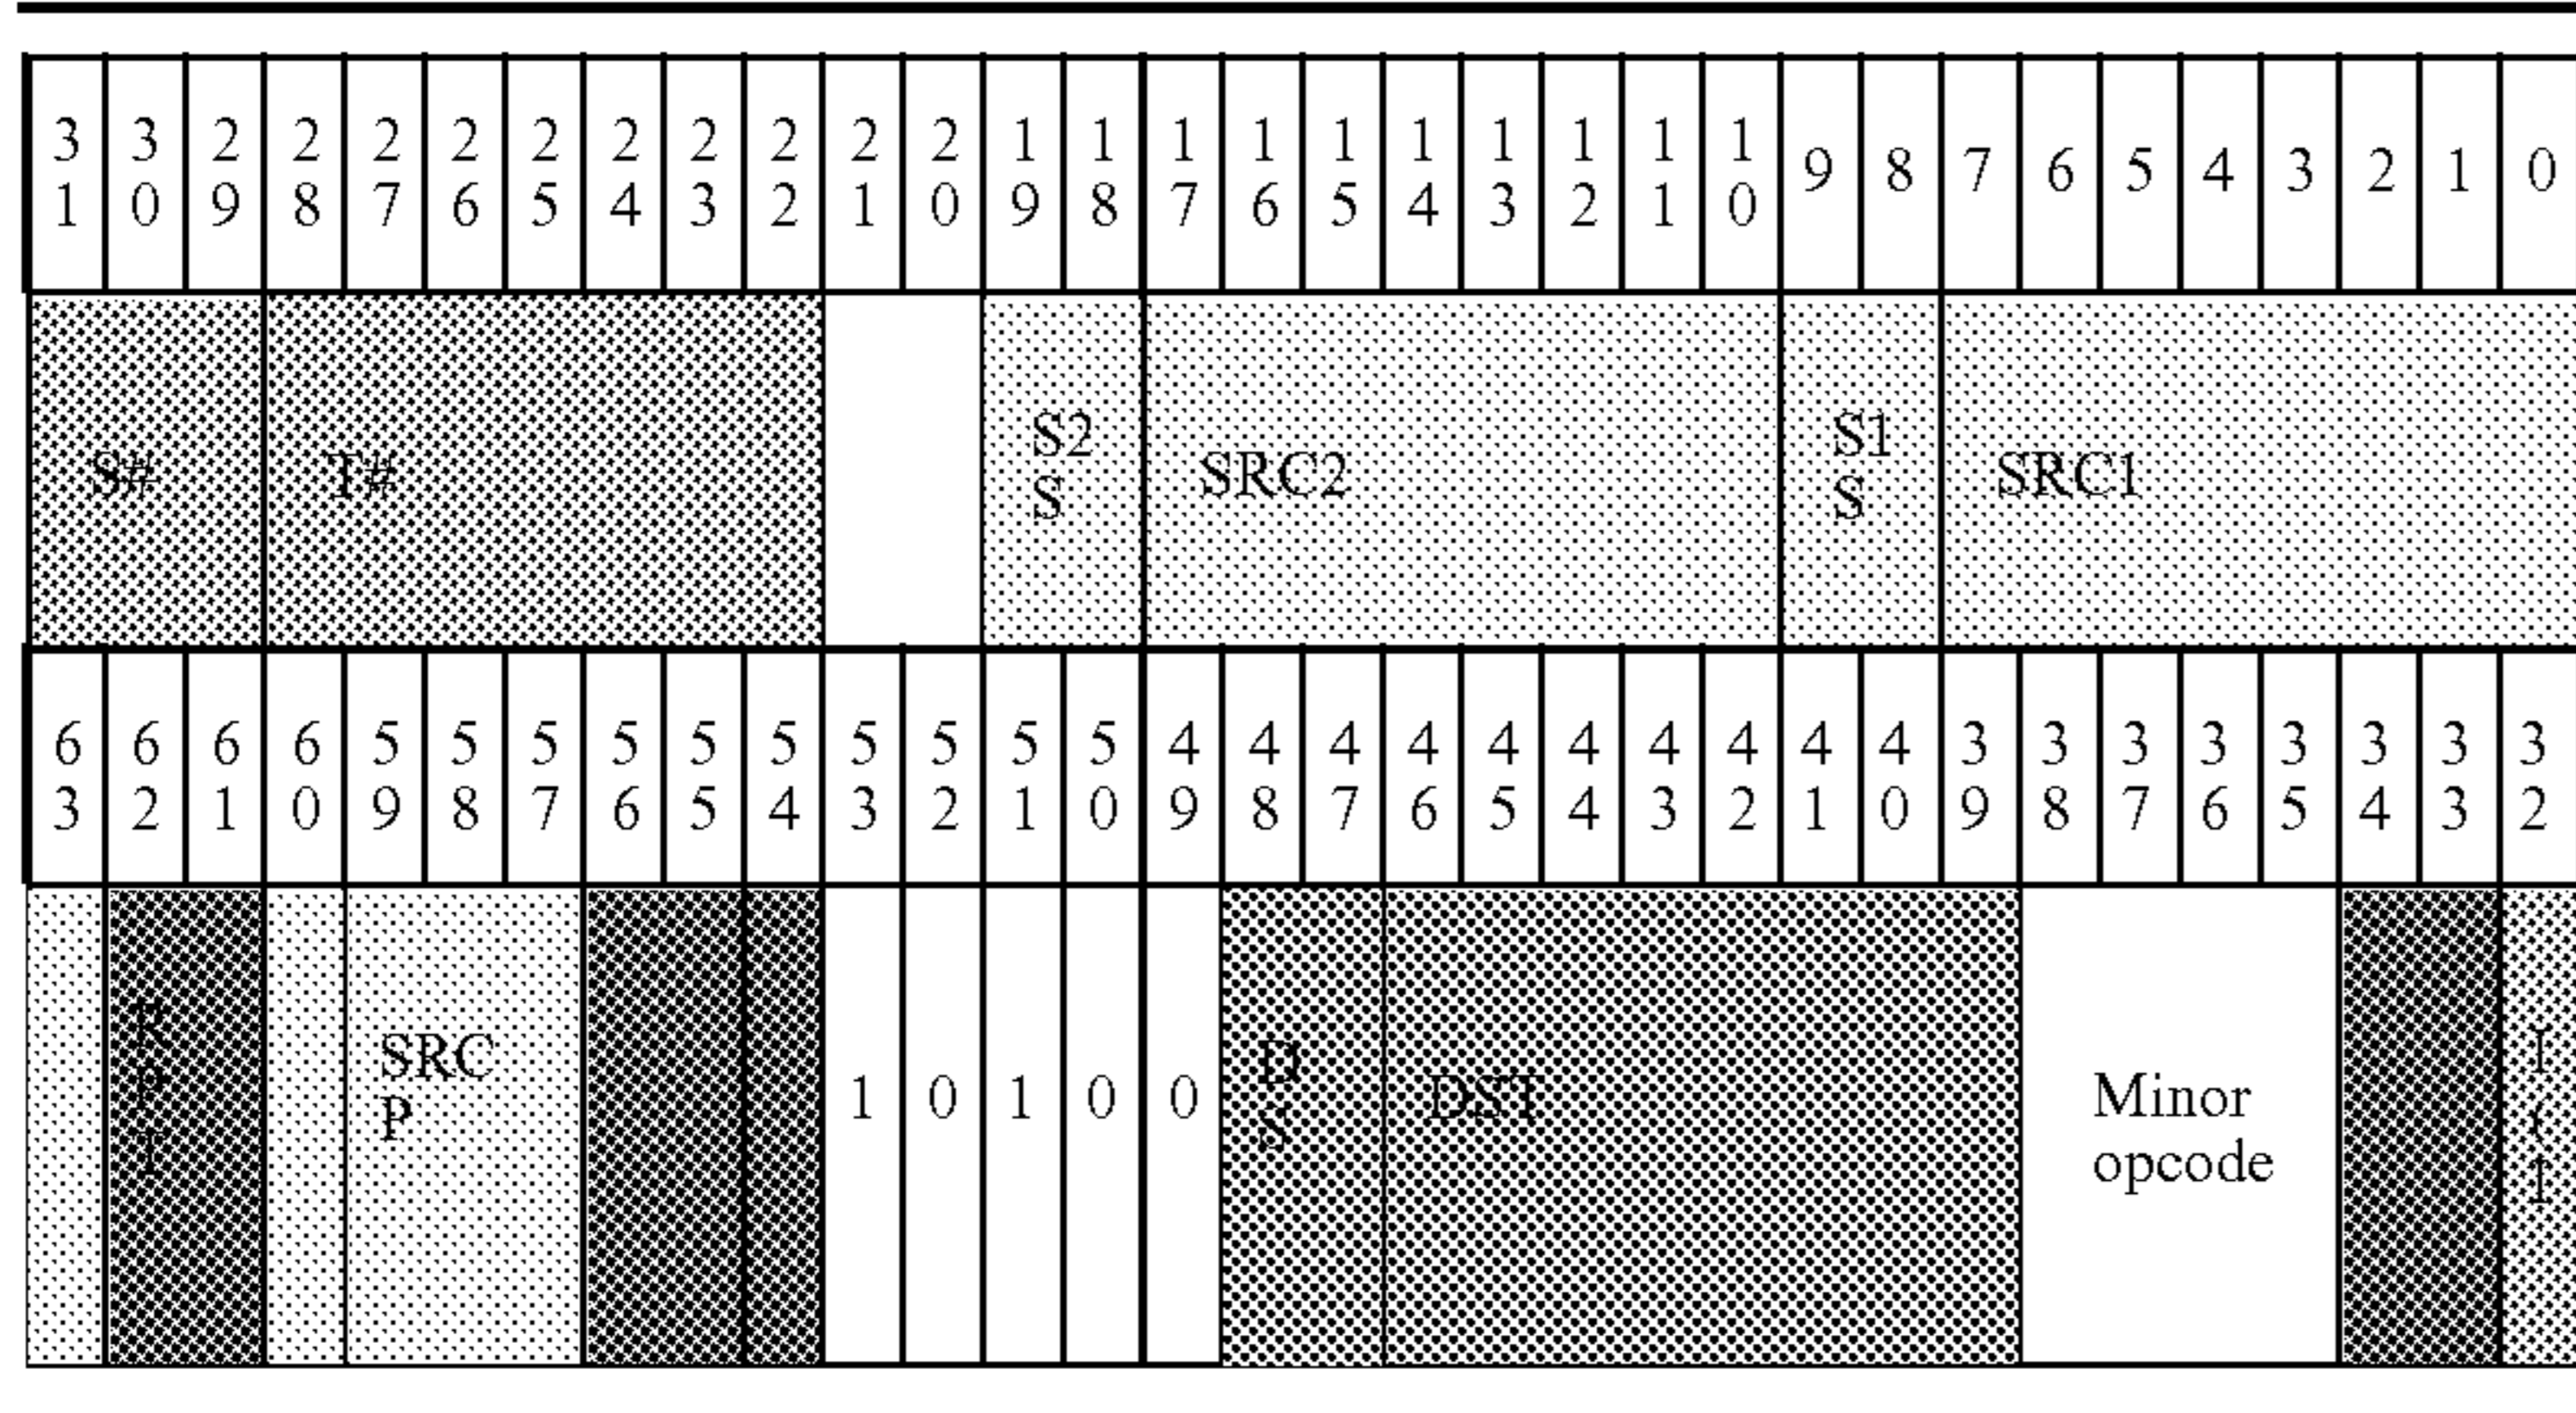 31 30 29 28 27 26 25 24 23 22 21 20 19 18 17 16 15 14 13 12 11 10 9 8 7 6 5 4 3 2 1 0
S# T# S2 S SRC2 S1 S SRC1
63 62 61 60 59 58 57 56 55 54 53 52 51 50 49 48 47 46 45 44 43 42 41 40 39 38 37 36 35 34 33 32
RPT SRC P 1 0 1 0 0 DS DST Minor opcode